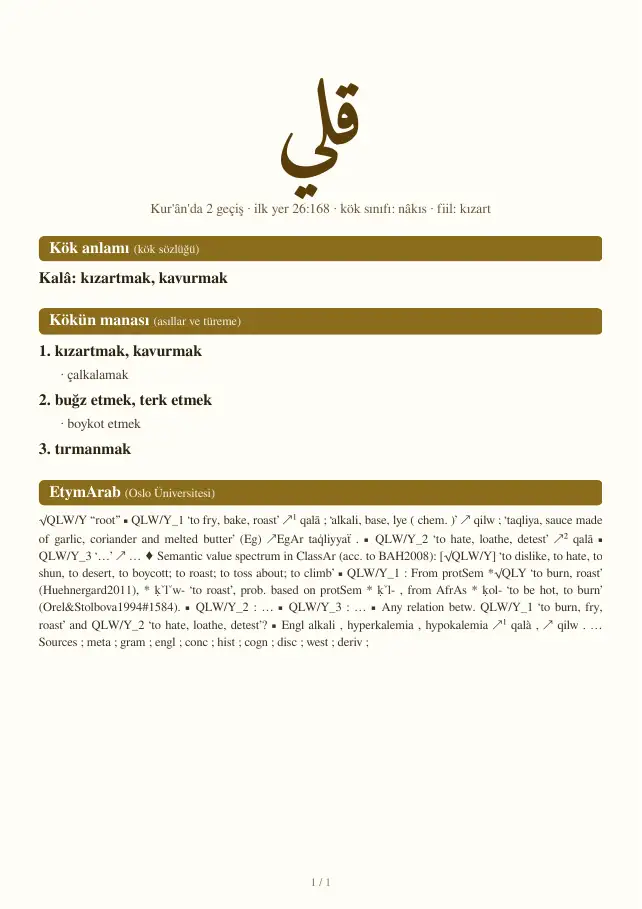 قلي
Kur'ân'da 2 geçiş · ilk yer 26:168 · kök sınıfı: nâkıs · fiil: kızart
Kök anlamı (kök sözlüğü)
Kalâ: kızartmak, kavurmak
Kökün manası (asıllar ve türeme)
1. kızartmak, kavurmak
· çalkalamak
2. buğz etmek, terk etmek
· boykot etmek
3. tırmanmak
EtymArab (Oslo Üniversitesi)
√QLW/Y “root” ▪ QLW/Y_1 ‘to fry, bake, roast’ ↗¹ qalā ; ‘alkali, base, lye ( chem. )’ ↗ qilw ; ‘taqliya, sauce made
of garlic, coriander and melted butter’ (Eg) ↗EgAr taʾqliyyaẗ . ▪ QLW/Y_2 ‘to hate, loathe, detest’ ↗² qalā ▪
QLW/Y_3 ‘…’ ↗ … ♦ Semantic value spectrum in ClassAr (acc. to BAH2008): [√QLW/Y] ‘to dislike, to hate, to
shun, to desert, to boycott; to roast; to toss about; to climb’ ▪ QLW/Y_1 : From protSem *√QLY ‘to burn, roast’
(Huehnergard2011), * ḳ˘l˘w- ‘to roast’, prob. based on protSem * ḳ˘l- , from AfrAs * ḳol- ‘to be hot, to burn’
(Orel&Stolbova1994#1584). ▪ QLW/Y_2 : … ▪ QLW/Y_3 : … ▪ Any relation betw. QLW/Y_1 ‘to burn, fry,
roast’ and QLW/Y_2 ‘to hate, loathe, detest’? ▪ Engl alkali , hyperkalemia , hypokalemia ↗¹ qalà , ↗ qilw . …
Sources ; meta ; gram ; engl ; conc ; hist ; cogn ; disc ; west ; deriv ;
1 / 1